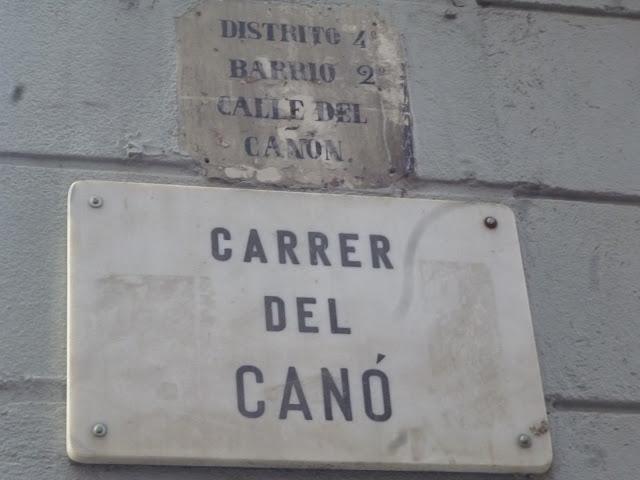 DISTRITO 4º
BARRIO 2º
CALLE DEL
CAÑON.
CARRER
DEL
CANÓ